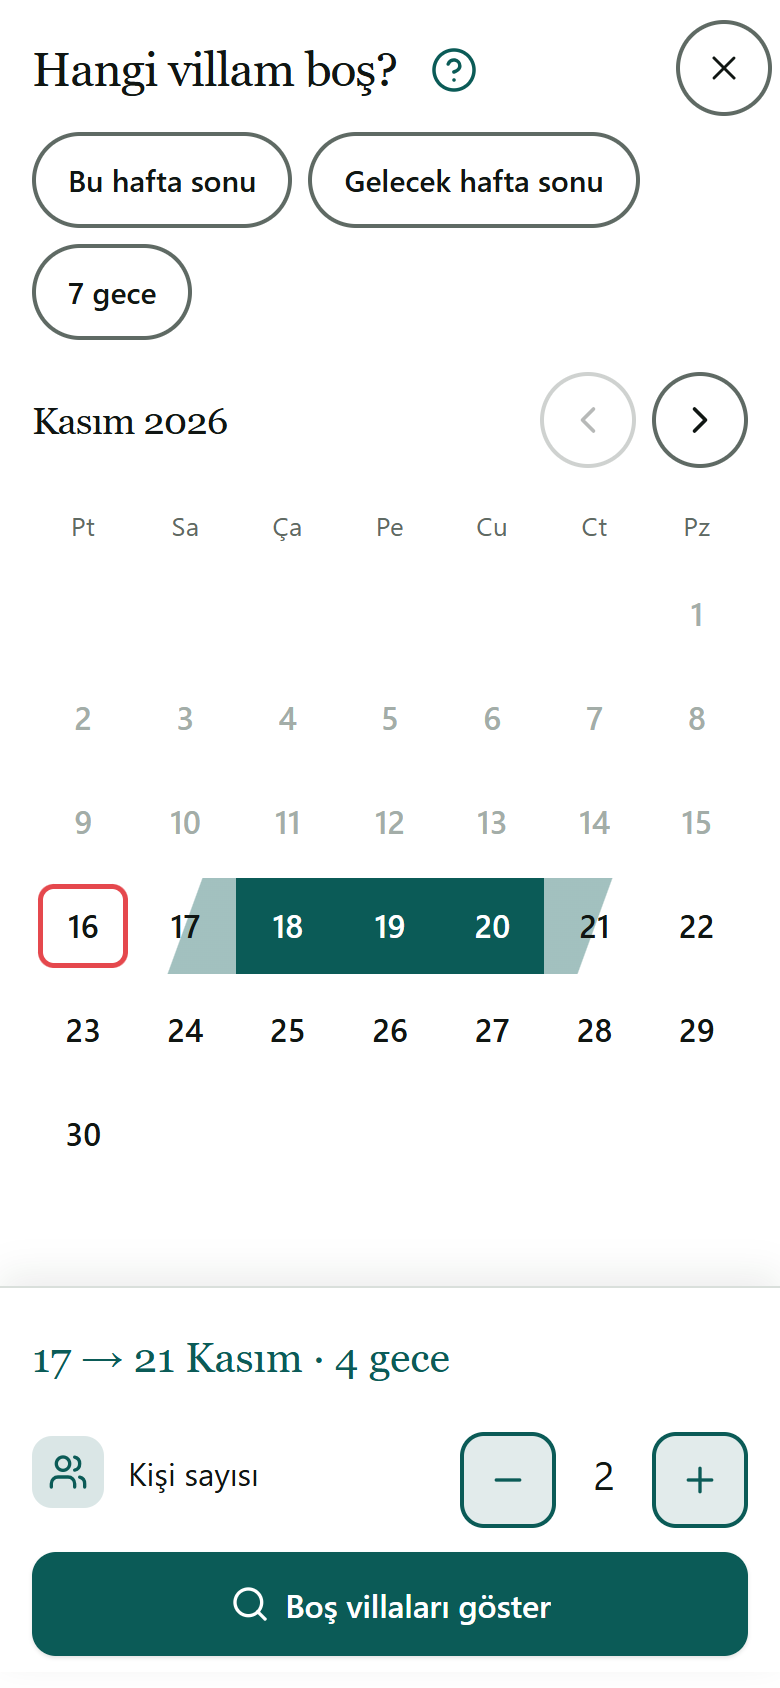 Hangi villam boş?
Bu hafta sonu Gelecek hafta sonu
7 gece
Kasım 2026
Pt Sa Ça Pe Cu Ct Pz
1
2 3 4 5 6 7 8
9 10 11 12 13 14 15
16 17 18 19 20 21 22
23 24 25 26 27 28 29
30
17 → 21 Kasım · 4 gece
Kişi sayısı − 2 +
Boş villaları göster